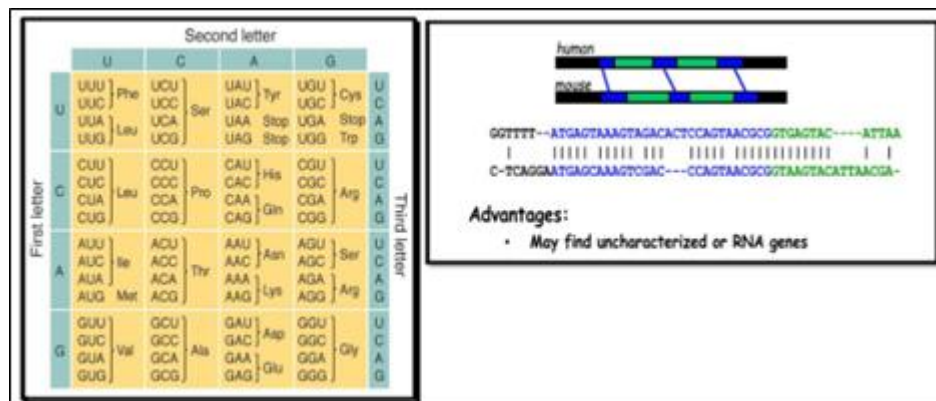 Second letter
U C A G
First letter
Third letter
U
UUU
UUC
Phe
UUA
UUG
Leu
UCU
UCC
UCA
UCG
Ser
UAU
UAC
Tyr
UAA Stop
UAG Stop
UGU
UGC
Cys
UGA Stop
UGG Trp
U
C
A
G
C
CUU
CUC
CUA
CUG
Leu
CCU
CCC
CCA
CCG
Pro
CAU
CAC
His
CAA
CAG
Gln
CGU
CGC
CGA
CGG
Arg
U
C
A
G
A
AUU
AUC
AUA
Ile
AUG Met
ACU
ACC
ACA
ACG
Thr
AAU
AAC
Asn
AAA
AAG
Lys
AGU
AGC
Ser
AGA
AGG
Arg
U
C
A
G
G
GUU
GUC
GUA
GUG
Val
GCU
GCC
GCA
GCG
Ala
GAU
GAC
Asp
GAA
GAG
Glu
GGU
GGC
GGA
GGG
Gly
U
C
A
G
human
mouse
GGTTTT--ATGAGTAAAGTAGACACTCCAGTAACGCGGTGAGTAC----ATTAA
C-TCAGGAATGAGCAAAGTCGAC---CCAGTAACGCGGTAAGTACATTAACGA-
Advantages:
• May find uncharacterized or RNA genes